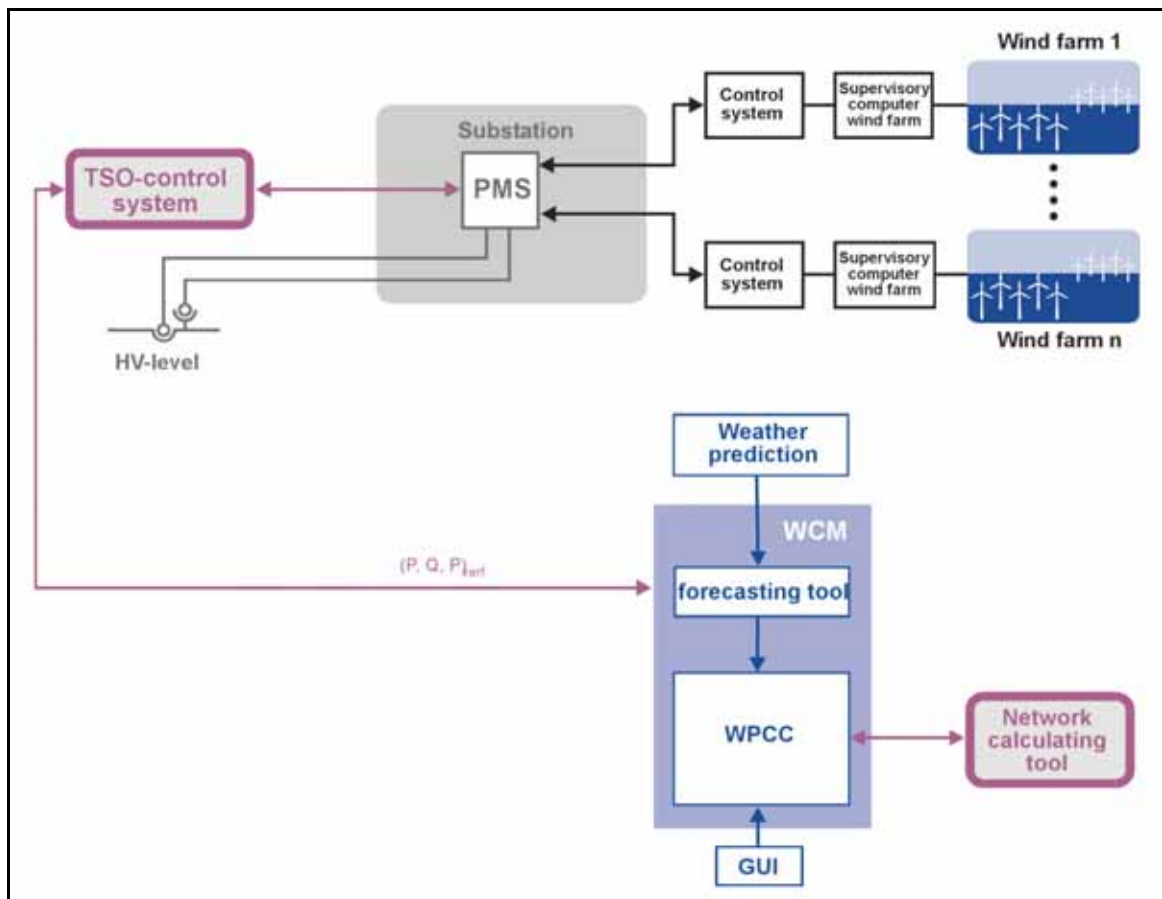 Wind farm 1
Control
system
Supervisory
computer
wind farm
Substation
TSO-control
system
PMS
Control
system
Supervisory
computer
wind farm
HV-level
Wind farm n
Weather
prediction
WCM
(P, Q, P)
forecasting tool
WPCC
Network
calculating
tool
GUI